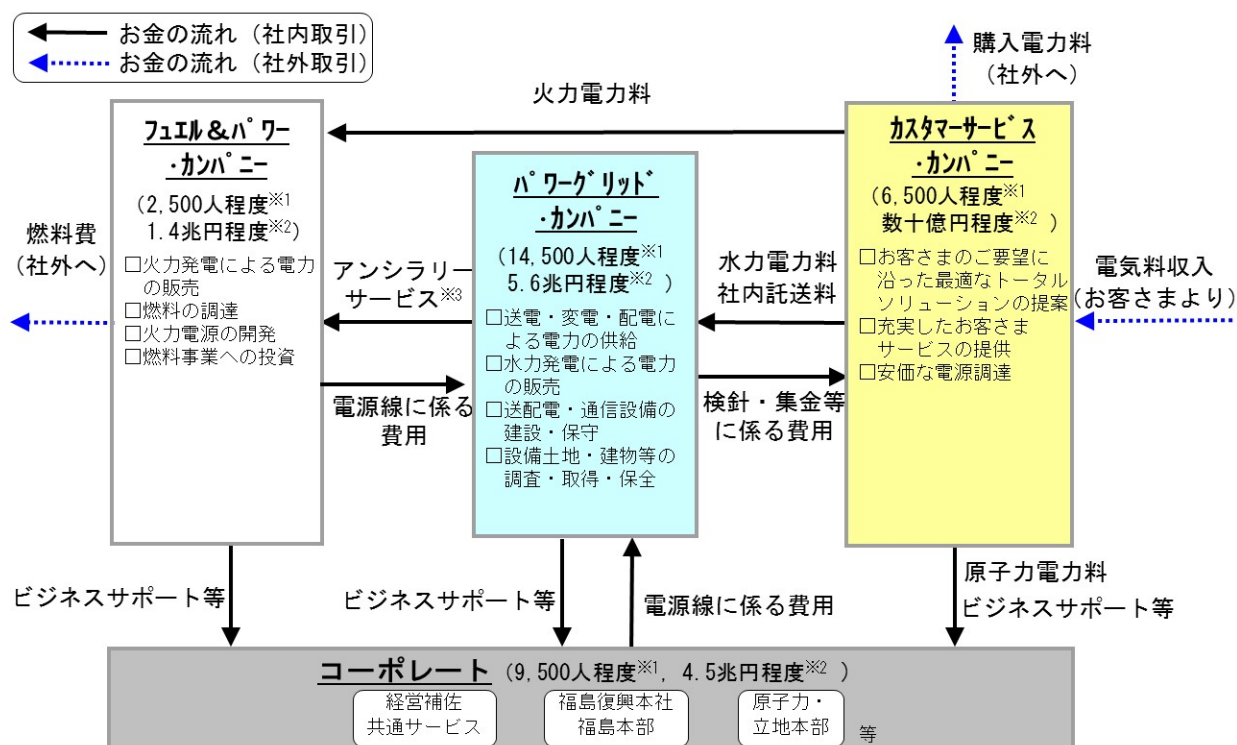 お金の流れ（社内取引）
お金の流れ（社外取引）
購入電力料
（社外へ）
火力電力料
ﾌｭｴﾙ＆ﾊﾟﾜｰ
・ｶﾝﾊﾟﾆｰ
（2,500人程度※1
1.4兆円程度※2）
□火力発電による電力
の販売
□燃料の調達
□火力電源の開発
□燃料事業への投資
燃料費
（社外へ）
アンシラリー
サービス※3
電源線に係る
費用
ﾊﾟﾜｰｸﾞﾘｯﾄﾞ
・ｶﾝﾊﾟﾆｰ
（14,500人程度※1
5.6兆円程度※2 ）
□送電・変電・配電に
よる電力の供給
□水力発電による電力
の販売
□送配電・通信設備の
建設・保守
□設備土地・建物等の
調査・取得・保全
水力電力料
社内託送料
検針・集金等
に係る費用
ｶｽﾀﾏｰｻｰﾋﾞｽ
・ｶﾝﾊﾟﾆｰ
（6,500人程度※1
数十億円程度※2 ）
□お客さまのご要望に
沿った最適なトータル
ソリューションの提案
□充実したお客さま
サービスの提供
□安価な電源調達
電気料収入
（お客さまより）
ビジネスサポート等
ビジネスサポート等
電源線に係る費用
原子力電力料
ビジネスサポート等
コーポレート（9,500人程度※1, 4.5兆円程度※2 ）
経営補佐
共通サービス
福島復興本社
福島本部
原子力・
立地本部
等